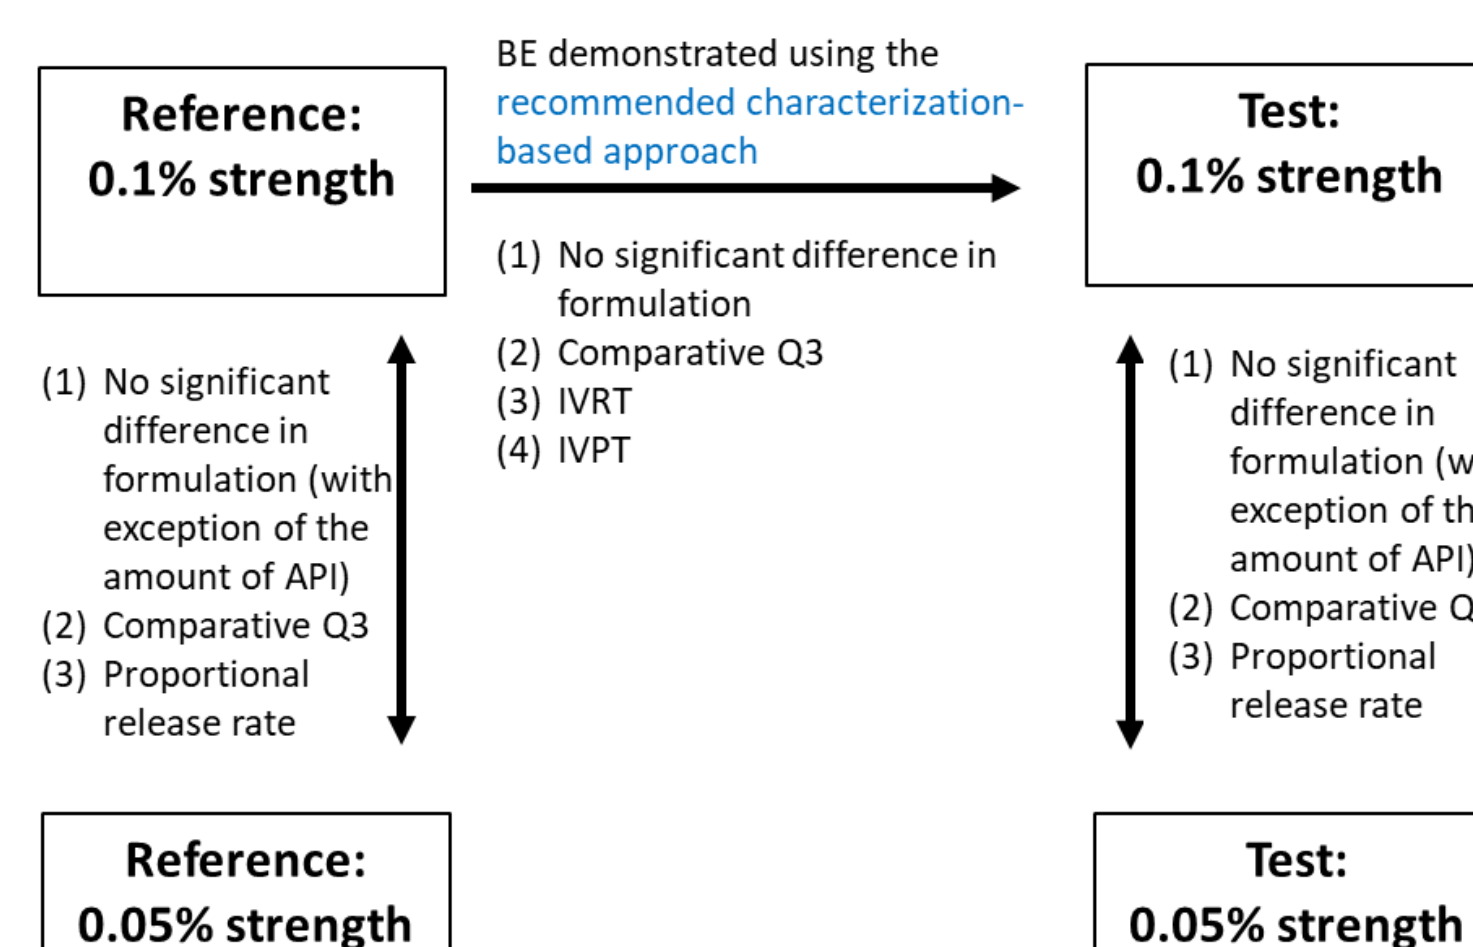 Reference:
0.1% strength
BE demonstrated using the
recommended characterization-
based approach
Test:
0.1% strength
(1) No significant difference in
formulation
(2) Comparative Q3
(3) IVRT
(4) IVPT
(1) No significant
difference in
formulation (with
exception of the
amount of API)
(2) Comparative Q3
(3) Proportional
release rate
(1) No significant
difference in
formulation (w
exception of th
amount of API)
(2) Comparative Q
(3) Proportional
release rate
Reference:
0.05% strength
Test:
0.05% strength